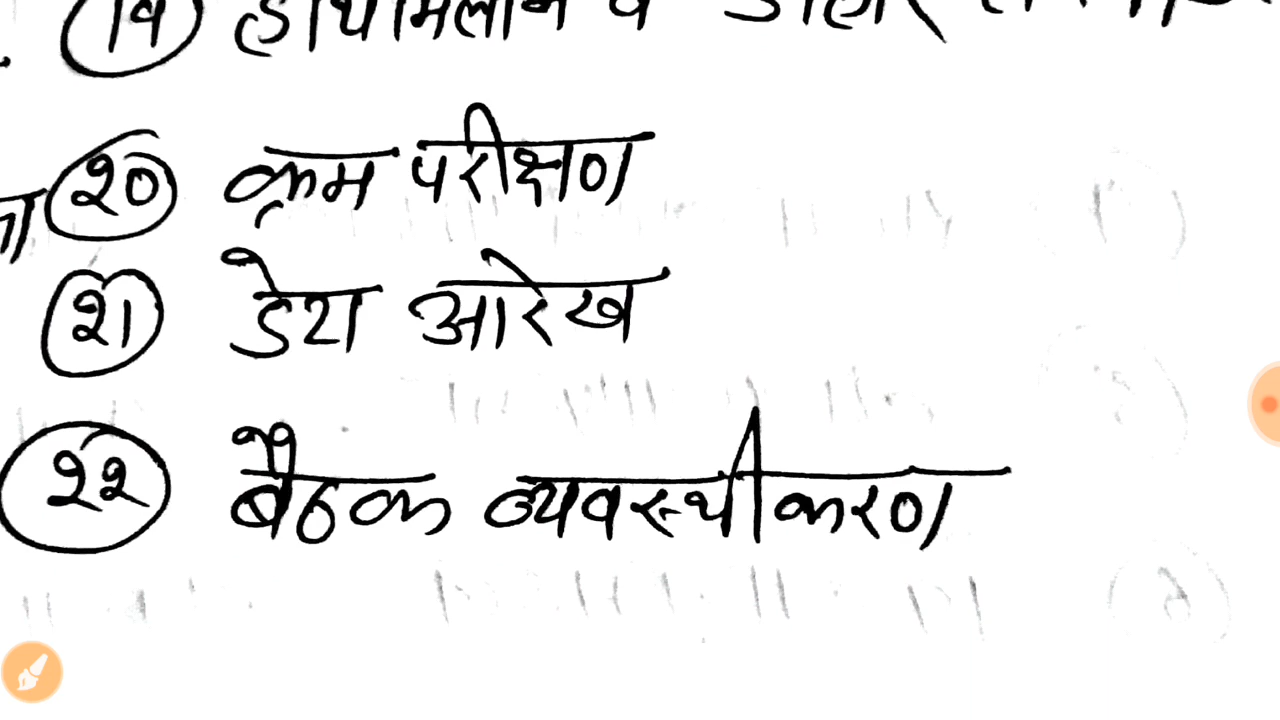 हाथ मिलाने व
२० क्रम परीक्षण
२१ वेश आरेख
२२ बैठक व्यवस्थीकरण